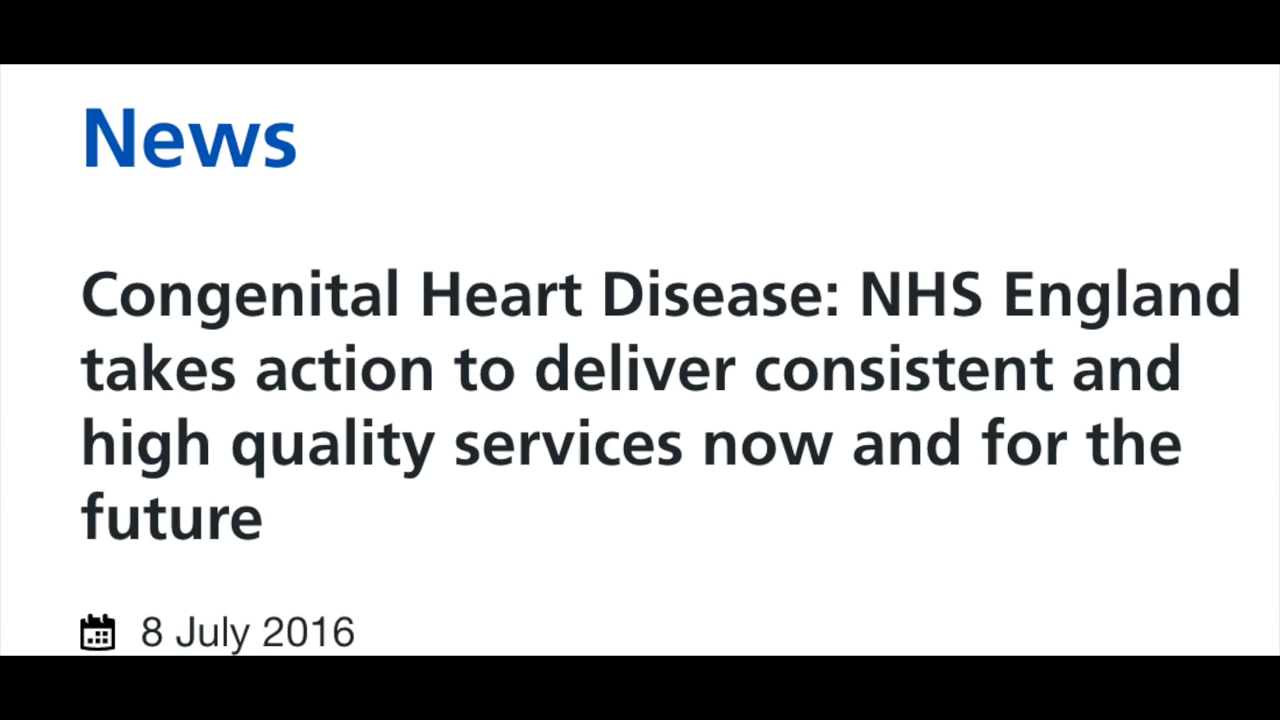 News
Congenital Heart Disease: NHS England
takes action to deliver consistent and
high quality services now and for the
future
8 July 2016